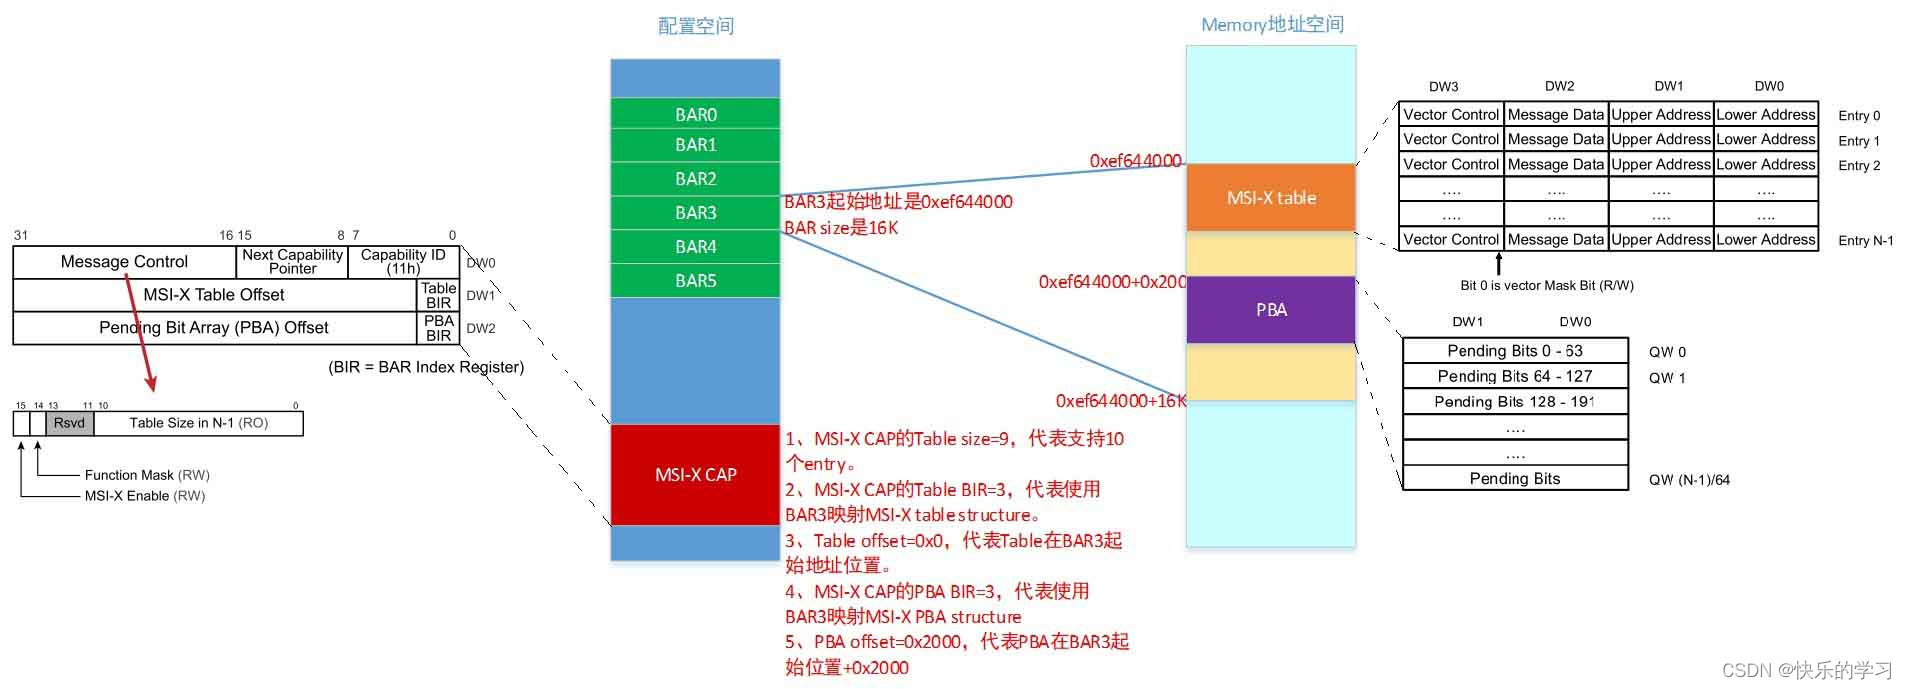 配置空间
Memory地址空间
BAR0
BAR1
BAR2
BAR3
BAR4
BAR5
MSI-X CAP
31
16 15
8 7
0
Message Control
Next Capability Pointer
Capability ID (11h)
DW0
MSI-X Table Offset
Table BIR
DW1
Pending Bit Array (PBA) Offset
PBA BIR
DW2
(BIR = BAR Index Register)
15
14
13
11
10
0
Rsvd
Table Size in N-1 (RO)
Function Mask (RW)
MSI-X Enable (RW)
BAR3起始地址是0xef644000
BAR size是16K
1、MSI-X CAP的Table size=9，代表支持10
个entry。
2、MSI-X CAP的Table BIR=3，代表使用
BAR3映射MSI-X table structure。
3、Table offset=0x0，代表Table在BAR3起
始地址位置。
4、MSI-X CAP的PBA BIR=3，代表使用
BAR3映射MSI-X PBA structure
5、PBA offset=0x2000，代表PBA在BAR3起
始位置+0x2000
0xef644000
MSI-X table
0xef644000+0x200
PBA
0xef644000+16K
DW3 DW2 DW1 DW0
Vector Control Message Data Upper Address Lower Address Entry 0
Vector Control Message Data Upper Address Lower Address Entry 1
Vector Control Message Data Upper Address Lower Address Entry 2
.... .... .... ....
.... .... .... ....
Vector Control Message Data Upper Address Lower Address Entry N-1
Bit 0 is vector Mask Bit (R/W)
DW1 DW0
Pending Bits 0 - 63 QW 0
Pending Bits 64 - 127 QW 1
Pending Bits 128 - 191
....
....
Pending Bits QW (N-1)/64
CSDN @快乐的学习